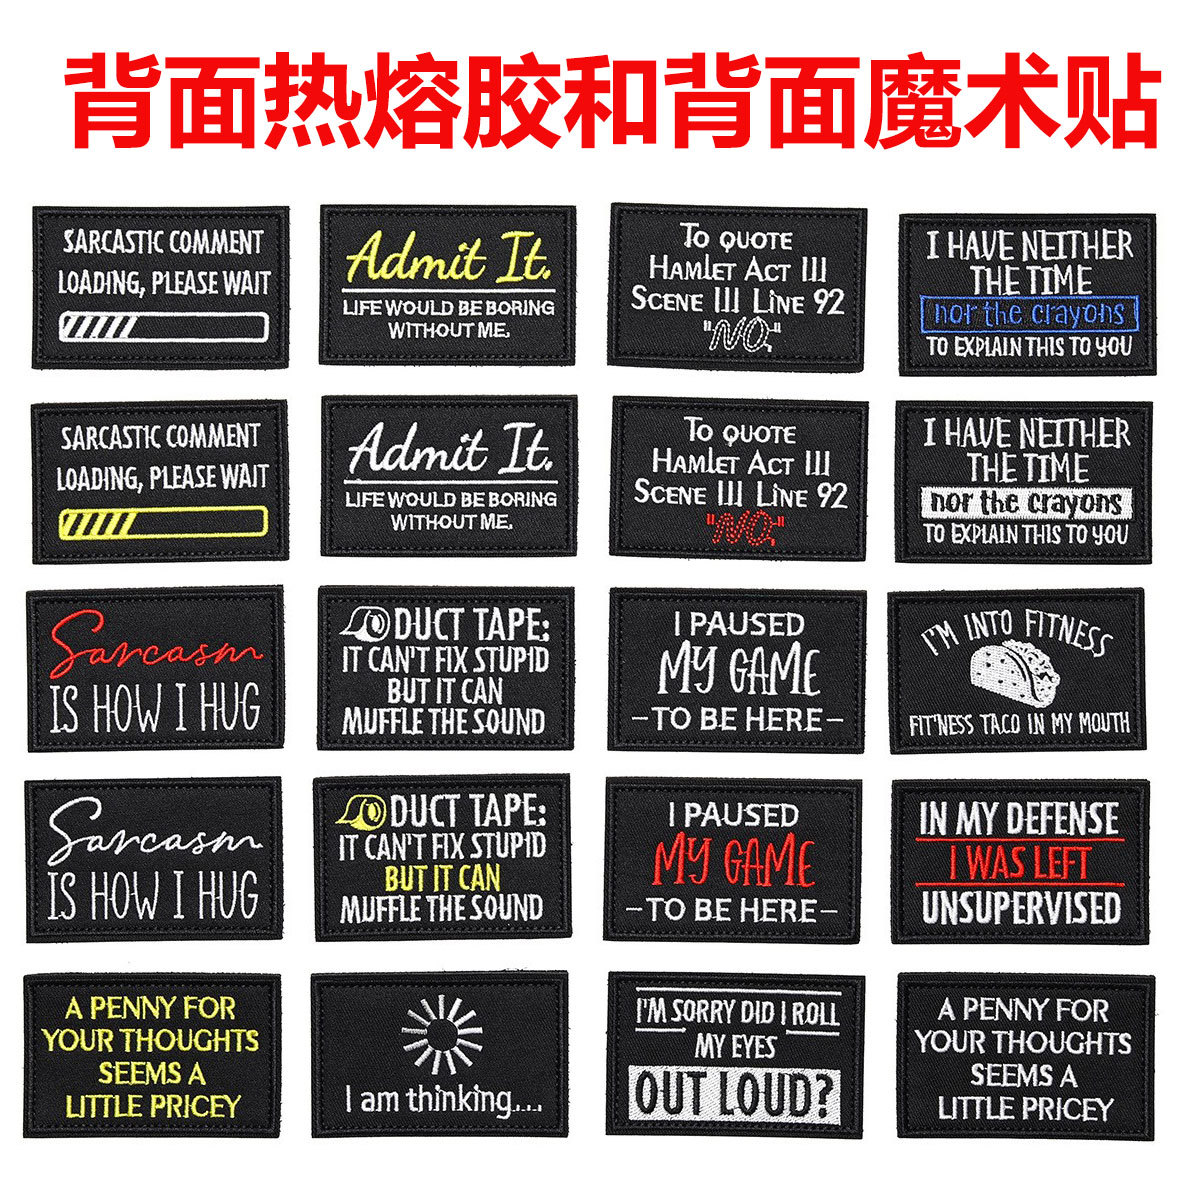 背面热熔胶和背面魔术贴
SARCASTIC COMMENT
LOADING, PLEASE WAIT
Admit It.
LIFE WOULD BE BORING
WITHOUT ME.
TO QUOTE
HAMLET ACT III
SCENE III LINE 92
"NO."
I HAVE NEITHER
THE TIME
nor the crayons
TO EXPLAIN THIS TO YOU
SARCASTIC COMMENT
LOADING, PLEASE WAIT
Admit It.
LIFE WOULD BE BORING
WITHOUT ME.
TO QUOTE
HAMLET ACT III
SCENE III LINE 92
"NO."
I HAVE NEITHER
THE TIME
nor the crayons
TO EXPLAIN THIS TO YOU
Sarcasm
IS HOW I HUG
DUCT TAPE:
IT CAN'T FIX STUPID
BUT IT CAN
MUFFLE THE SOUND
I PAUSED
MY GAME
-TO BE HERE-
I'M INTO FITNESS
FIT'NESS TACO IN MY MOUTH
Sarcasm
IS HOW I HUG
DUCT TAPE:
IT CAN'T FIX STUPID
BUT IT CAN
MUFFLE THE SOUND
I PAUSED
MY GAME
-TO BE HERE-
IN MY DEFENSE
I WAS LEFT
UNSUPERVISED
A PENNY FOR
YOUR THOUGHTS
SEEMS A
LITTLE PRICEY
I am thinking....
I'M SORRY DID I ROLL
MY EYES
OUT LOUD?
A PENNY FOR
YOUR THOUGHTS
SEEMS A
LITTLE PRICEY